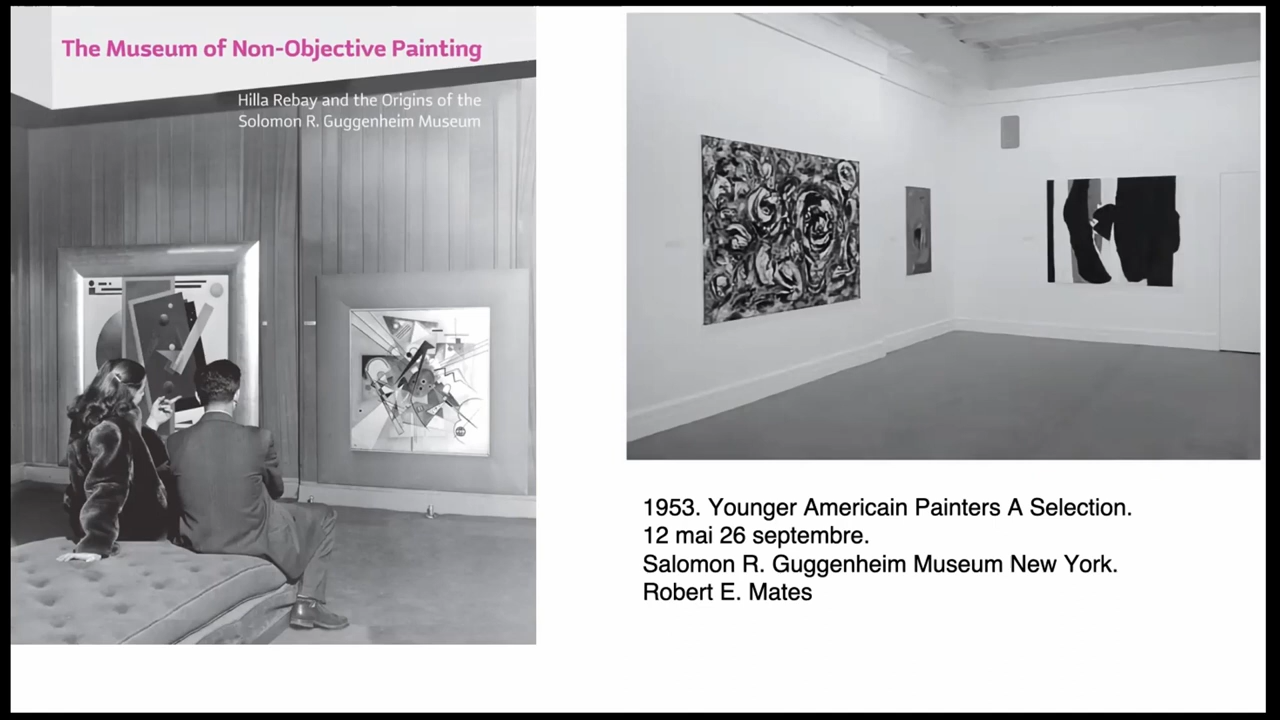 The Museum of Non-Objective Painting
Hilla Rebay and the Origins of the
Solomon R. Guggenheim Museum
1953. Younger Americain Painters A Selection.
12 mai 26 septembre.
Salomon R. Guggenheim Museum New York.
Robert E. Mates